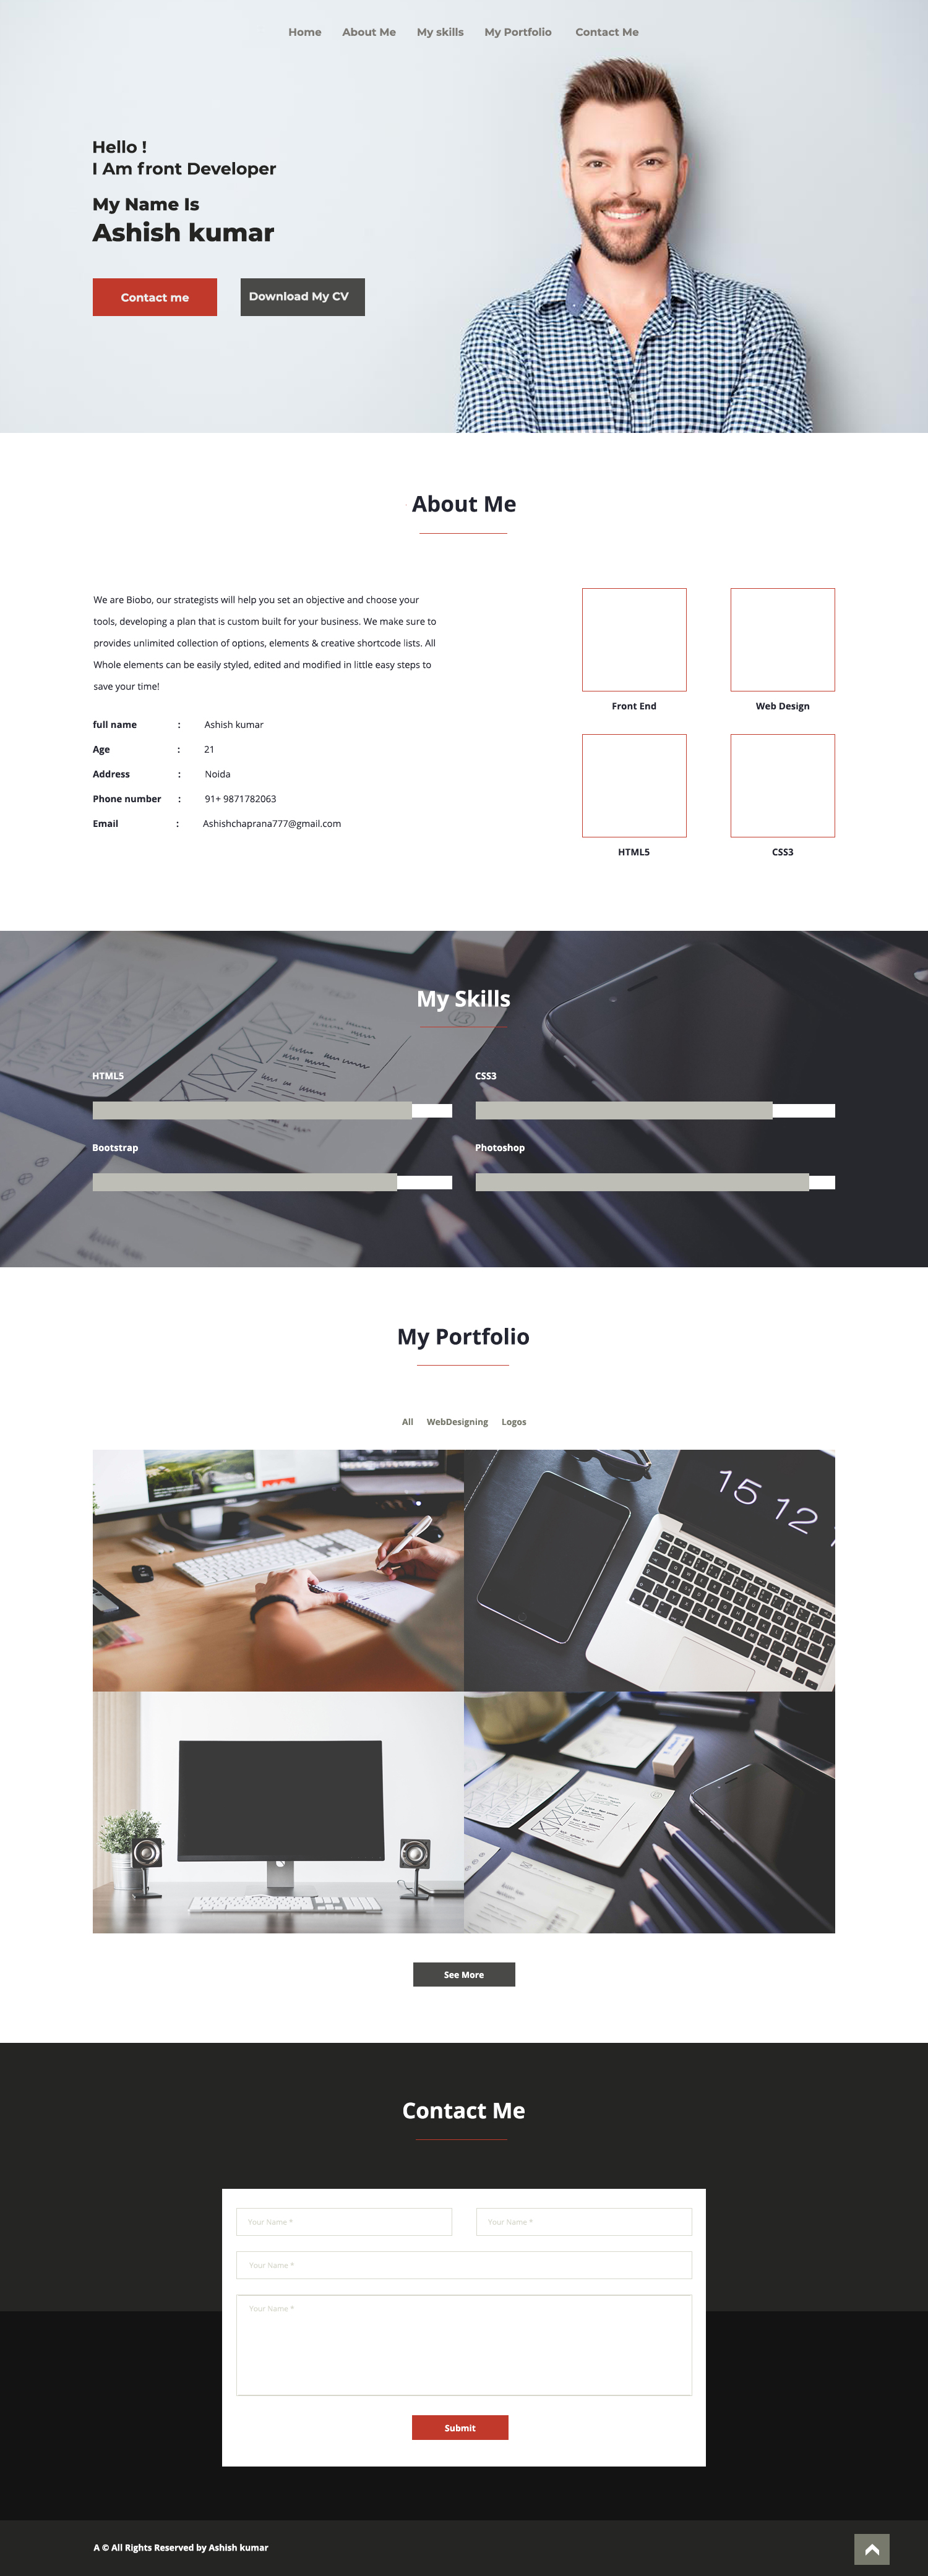 Home About Me My skills My Portfolio Contact Me
Hello !
I Am front Developer
My Name Is
Ashish kumar
Contact me Download My CV
About Me
We are Biobo, our strategists will help you set an objective and choose your
tools, developing a plan that is custom built for your business. We make sure to
provides unlimited collection of options, elements & creative shortcode lists. All
Whole elements can be easily styled, edited and modified in little easy steps to
save your time!
full name : Ashish kumar
Age : 21
Address : Noida
Phone number : 91+ 9871782063
Email : Ashishchaprana777@gmail.com
Front End Web Design
HTML5 CSS3
My Skills
HTML5 CSS3
Bootstrap Photoshop
My Portfolio
All WebDesigning Logos
15 12
See More
Contact Me
Your Name * Your Name *
Your Name *
Your Name *
Submit
A © All Rights Reserved by Ashish kumar